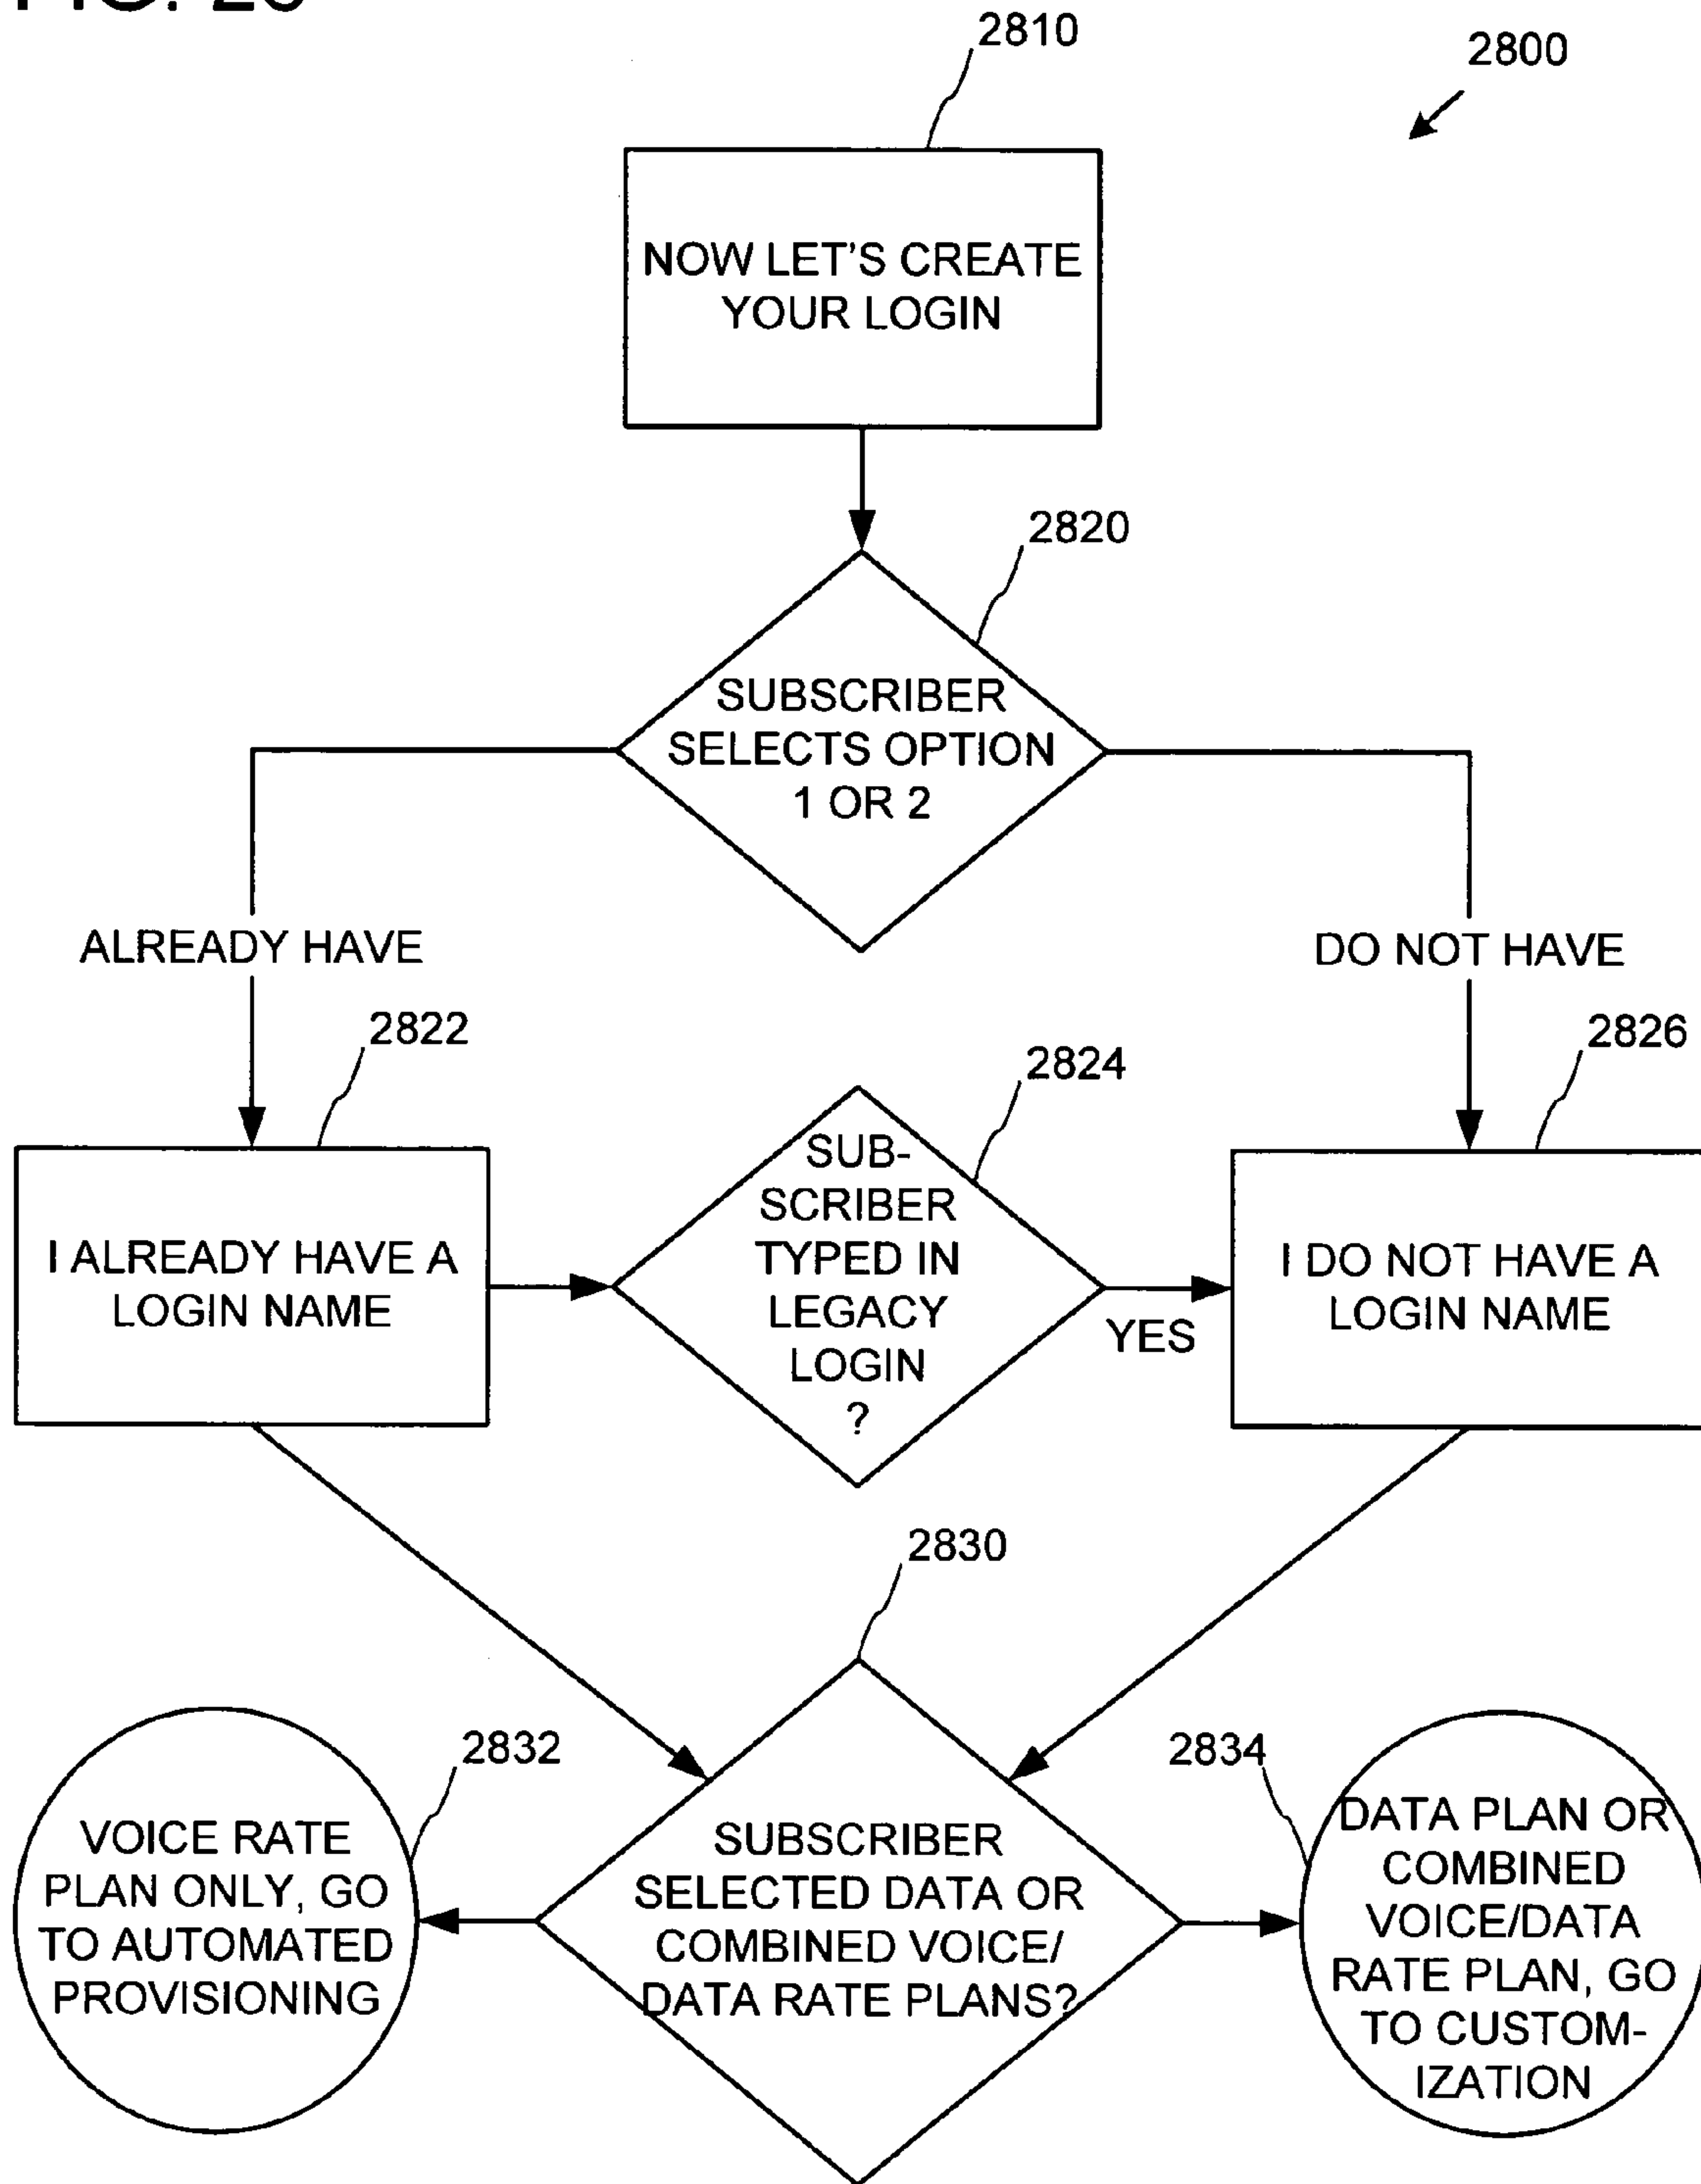 2810
2800
NOW LET'S CREATE
YOUR LOGIN
2820
SUBSCRIBER
SELECTS OPTION
1 OR 2
ALREADY HAVE
DO NOT HAVE
2822
2824
2826
I ALREADY HAVE A
LOGIN NAME
SUB-
SCRIBER
TYPED IN
LEGACY
LOGIN
?
YES
I DO NOT HAVE A
LOGIN NAME
2830
2832
2834
VOICE RATE
PLAN ONLY, GO
TO AUTOMATED
PROVISIONING
SUBSCRIBER
SELECTED DATA OR
COMBINED VOICE/
DATA RATE PLANS?
DATA PLAN OR
COMBINED
VOICE/DATA
RATE PLAN, GO
TO CUSTOM-
IZATION